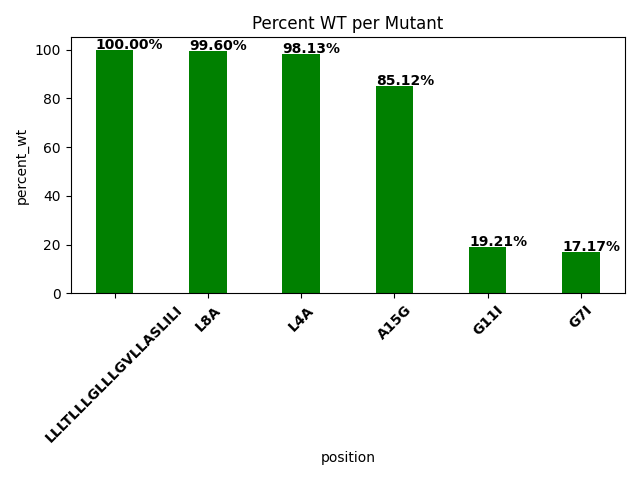 Percent WT per Mutant
100.00%
99.60%
98.13%
85.12%
19.21%
17.17%
percent_wt
100
80
60
40
20
0
LLLTLLLGLLLGVLLASLILI
L8A
L4A
A15G
G11I
G7I
position